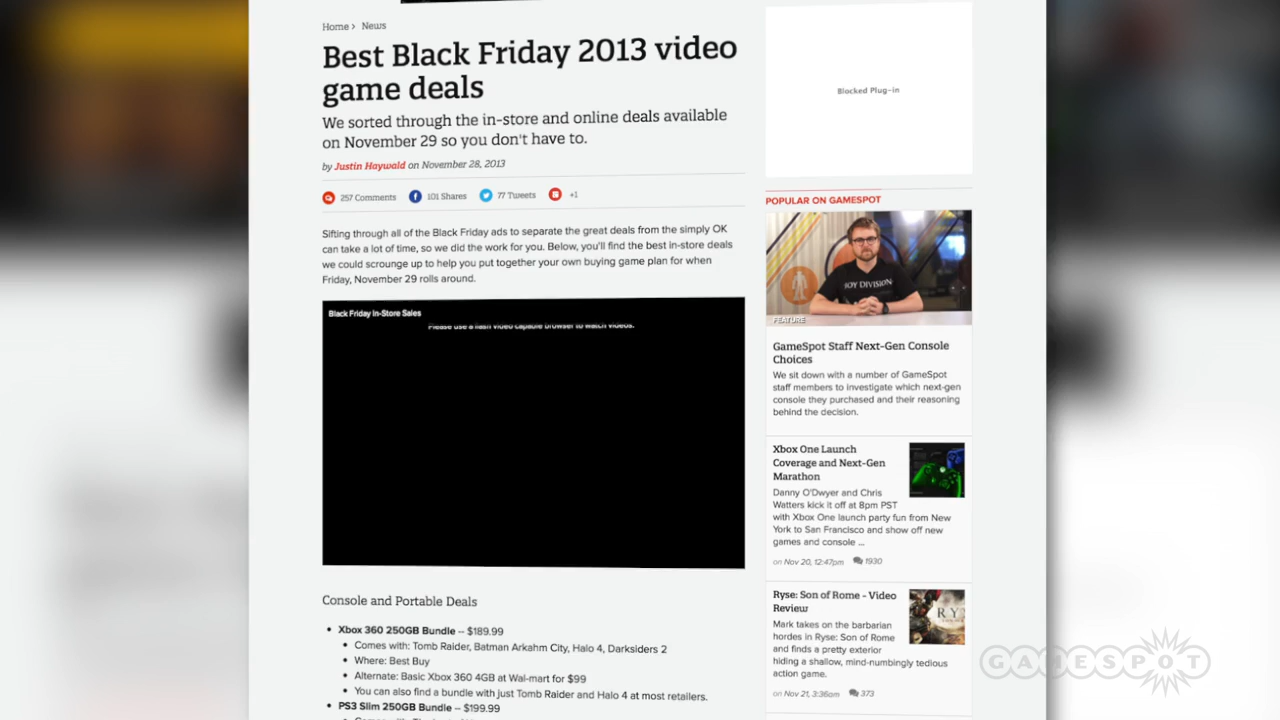 Home > News
Best Black Friday 2013 video
game deals
We sorted through the in-store and online deals available
on November 29 so you don't have to.
by Justin Haywald on November 28, 2013
257 Comments 101 Shares 77 Tweets +1
Sifting through all of the Black Friday ads to separate the great deals from the simply OK
can take a lot of time, so we did the work for you. Below, you'll find the best in-store deals
we could scrounge up to help you put together your own buying game plan for when
Friday, November 29 rolls around.
Black Friday In-Store Sales
Please use a flash video capable browser to watch videos.
Console and Portable Deals
• Xbox 360 250GB Bundle -- $189.99
• Comes with: Tomb Raider, Batman Arkahm City, Halo 4, Darksiders 2
• Where: Best Buy
• Alternate: Basic Xbox 360 4GB at Wal-mart for $99
• You can also find a bundle with just Tomb Raider and Halo 4 at most retailers.
• PS3 Slim 250GB Bundle -- $199.99
Blocked Plug-in
POPULAR ON GAMESPOT
JOY DIVISION
FEATURE
GameSpot Staff Next-Gen Console
Choices
We sit down with a number of GameSpot
staff members to investigate which next-gen
console they purchased and their reasoning
behind the decision.
Xbox One Launch
Coverage and Next-Gen
Marathon
Danny O'Dwyer and Chris
Watters kick it off at 8pm PST
with Xbox One launch party fun from New
York to San Francisco and show off new
games and console ...
on Nov 20, 12:47pm 1930
Ryse: Son of Rome - Video
Review
Mark takes on the barbarian
hordes in Ryse: Son of Rome
and finds a pretty exterior
hiding a shallow, mind-numbingly tedious
action game.
on Nov 21, 3:36am 373
RY
GAMESPOT